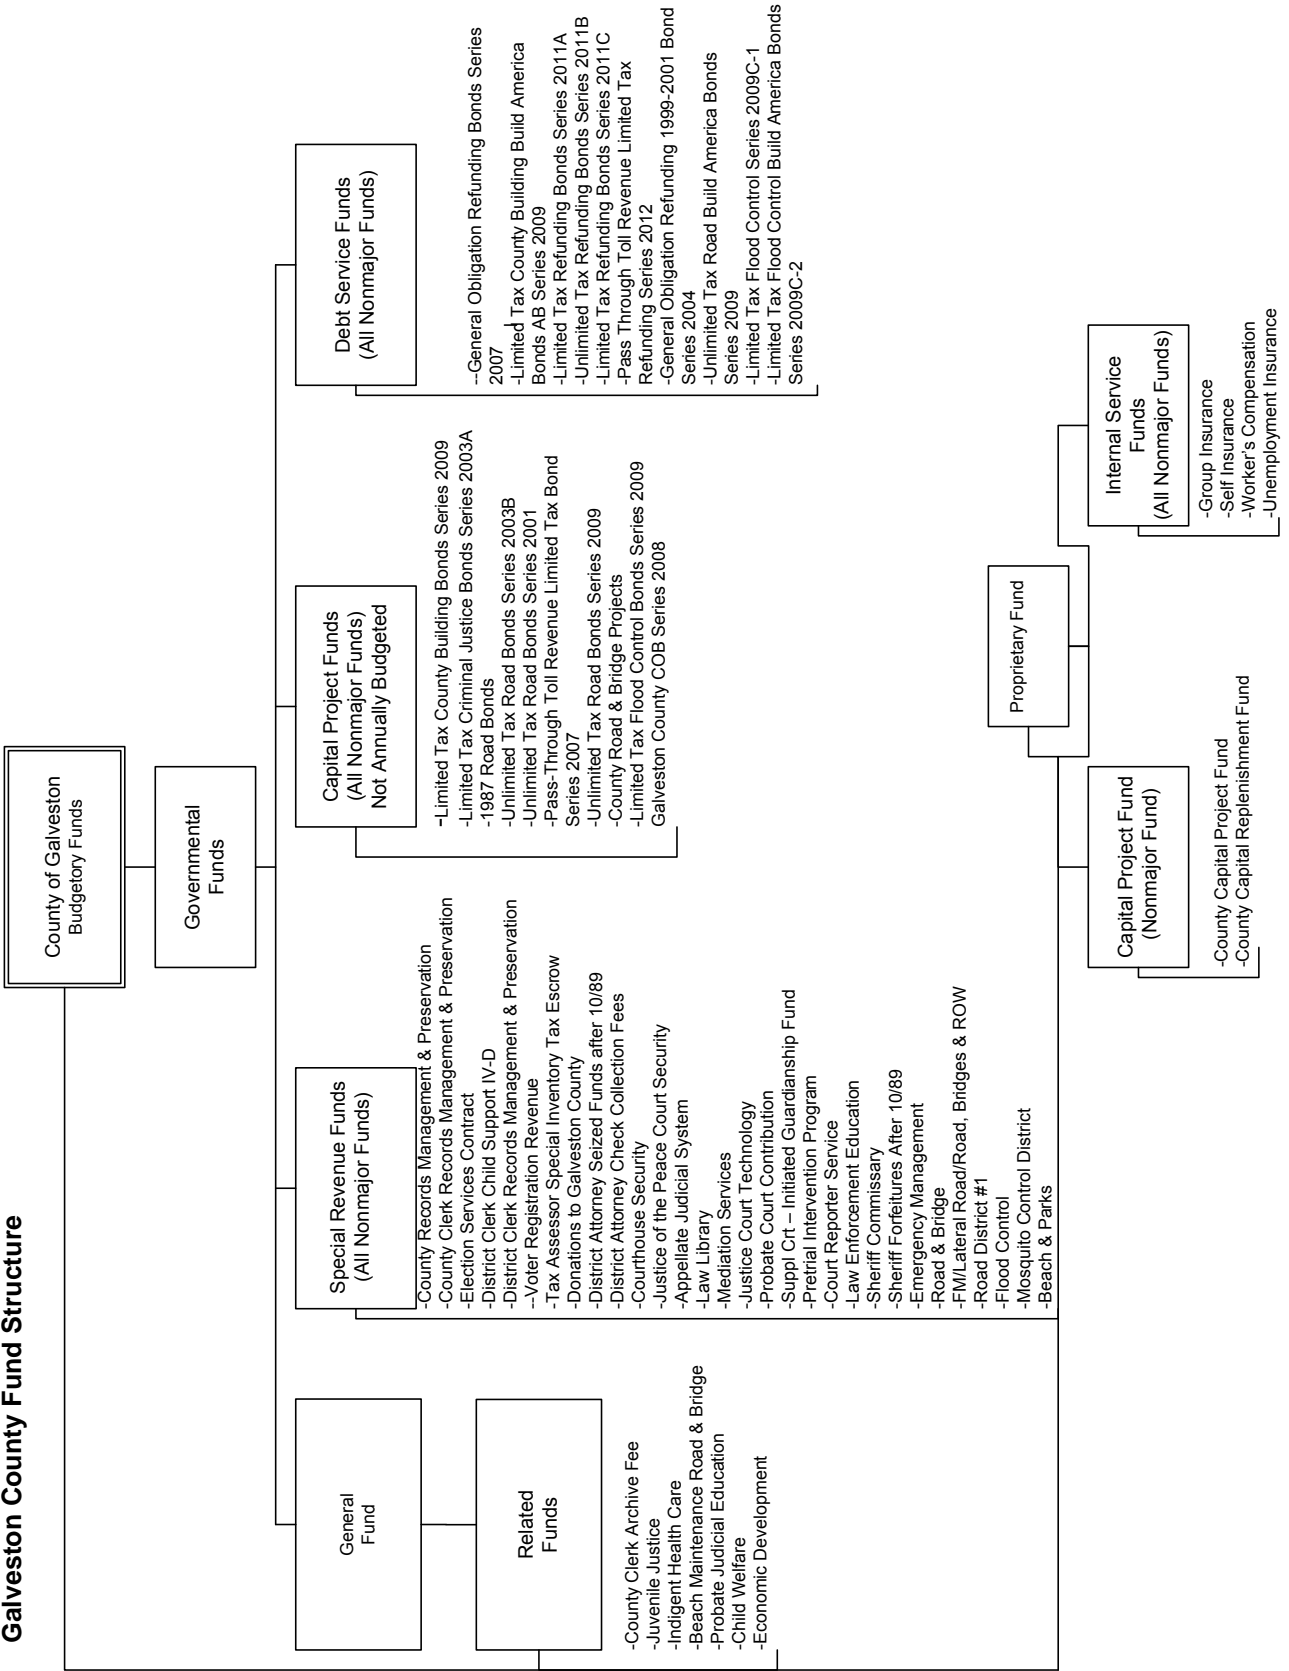 Galveston County Fund Structure
County of Galveston
Budgetory Funds
Governmental
Funds
General
Fund
Related
Funds
-County Clerk Archive Fee
-Juvenile Justice
-Indigent Health Care
-Beach Maintenance Road & Bridge
-Probate Judicial Education
-Child Welfare
-Economic Development
Special Revenue Funds
(All Nonmajor Funds)
-County Records Management & Preservation
-County Clerk Records Management & Preservation
-Election Services Contract
-District Clerk Child Support IV-D
-District Clerk Records Management & Preservation
--Voter Registration Revenue
-Tax Assessor Special Inventory Tax Escrow
-Donations to Galveston County
-District Attorney Seized Funds after 10/89
-District Attorney Check Collection Fees
-Courthouse Security
-Justice of the Peace Court Security
-Appellate Judicial System
-Law Library
-Mediation Services
-Justice Court Technology
-Probate Court Contribution
-Suppl Crt – Initiated Guardianship Fund
-Pretrial Intervention Program
-Court Reporter Service
-Law Enforcement Education
-Sheriff Commissary
-Sheriff Forfeitures After 10/89
-Emergency Management
-Road & Bridge
-FM/Lateral Road/Road, Bridges & ROW
-Road District #1
-Flood Control
-Mosquito Control District
-Beach & Parks
Capital Project Funds
(All Nonmajor Funds)
Not Annually Budgeted
-Limited Tax County Building Bonds Series 2009
-Limited Tax Criminal Justice Bonds Series 2003A
-1987 Road Bonds
-Unlimited Tax Road Bonds Series 2003B
-Unlimited Tax Road Bonds Series 2001
-Pass-Through Toll Revenue Limited Tax Bond
Series 2007
-Unlimited Tax Road Bonds Series 2009
-County Road & Bridge Projects
-Limited Tax Flood Control Bonds Series 2009
Galveston County COB Series 2008
Debt Service Funds
(All Nonmajor Funds)
--General Obligation Refunding Bonds Series
2007
-Limited Tax County Building Build America
Bonds AB Series 2009
-Limited Tax Refunding Bonds Series 2011A
-Unlimited Tax Refunding Bonds Series 2011B
-Limited Tax Refunding Bonds Series 2011C
-Pass Through Toll Revenue Limited Tax
Refunding Series 2012
-General Obligation Refunding 1999-2001 Bond
Series 2004
-Unlimited Tax Road Build America Bonds
Series 2009
-Limited Tax Flood Control Series 2009C-1
-Limited Tax Flood Control Build America Bonds
Series 2009C-2
Proprietary Fund
Capital Project Fund
(Nonmajor Fund)
-County Capital Project Fund
-County Capital Replenishment Fund
Internal Service
Funds
(All Nonmajor Funds)
-Group Insurance
-Self Insurance
-Worker's Compensation
-Unemployment Insurance